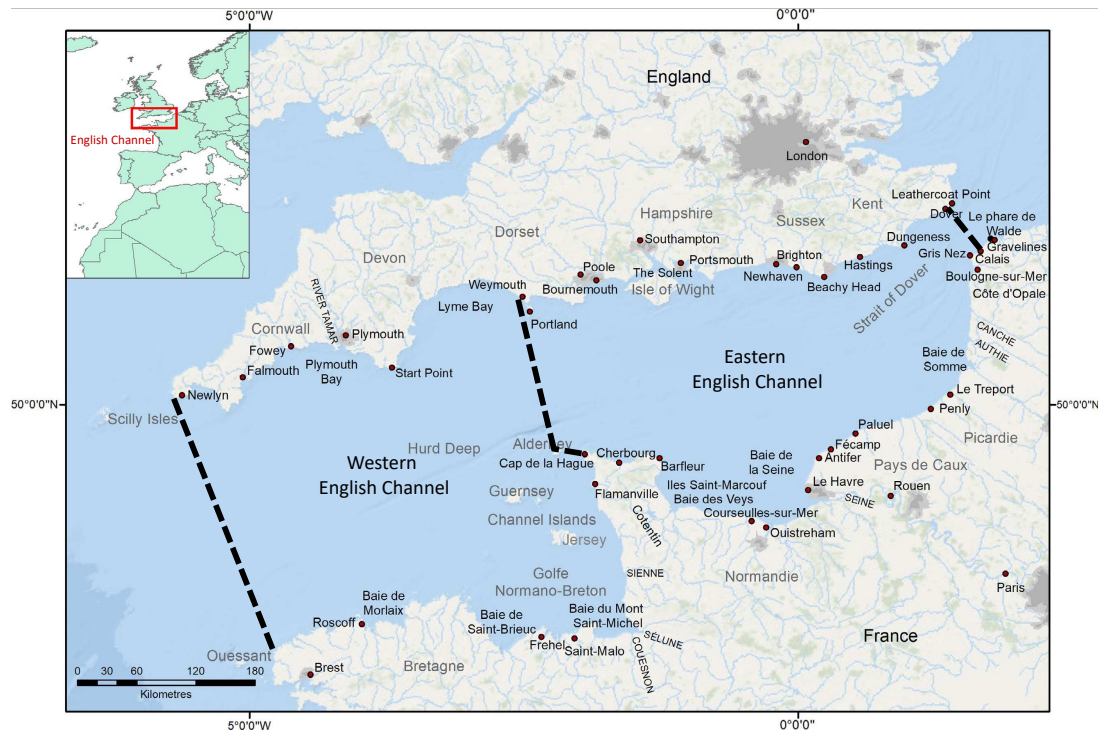 5°0'0"W
0°0'0"
English Channel
England
London
Leathercoat Point
Dover
Le phare de
Walde
Gravelines
Gris Nez
Calais
Boulogne-sur-Mer
Côte d'Opale
Kent
Sussex
Hampshire
Dorset
Devon
Southampton
Portsmouth
The Solent
Isle of Wight
Brighton
Newhaven
Beachy Head
Hastings
Dungeness
Strait of Dover
Poole
Bournemouth
Weymouth
Lyme Bay
Portland
RIVER TAMAR
Cornwall
Plymouth
Fowey
Plymouth
Bay
Falmouth
Start Point
Newlyn
Scilly Isles
50°0'0"N
50°0'0"N
Eastern
English Channel
CANCHE
AUTHIE
Baie de
Somme
Le Treport
Penly
Picardie
Paluel
Fécamp
Antifer
Pays de Caux
Baie de
la Seine
Le Havre
Rouen
SEINE
Hurd Deep
Alderney
Cap de la Hague
Cherbourg
Barfleur
Western
English Channel
Flamanville
Iles Saint-Marcouf
Baie des Veys
Guernsey
Courseulles-sur-Mer
Ouistreham
Cotentin
Channel Islands
Jersey
SIENNE
Normandie
Paris
Golfe
Normano-Breton
Baie de
Morlaix
Roscoff
Baie de
Saint-Brieuc
Baie du Mont
Saint-Michel
Frehel
Saint-Malo
SÉLUNE
COUESNON
France
Ouessant
Brest
Bretagne
0 30 60 120 180
Kilometres
5°0'0"W
0°0'0"